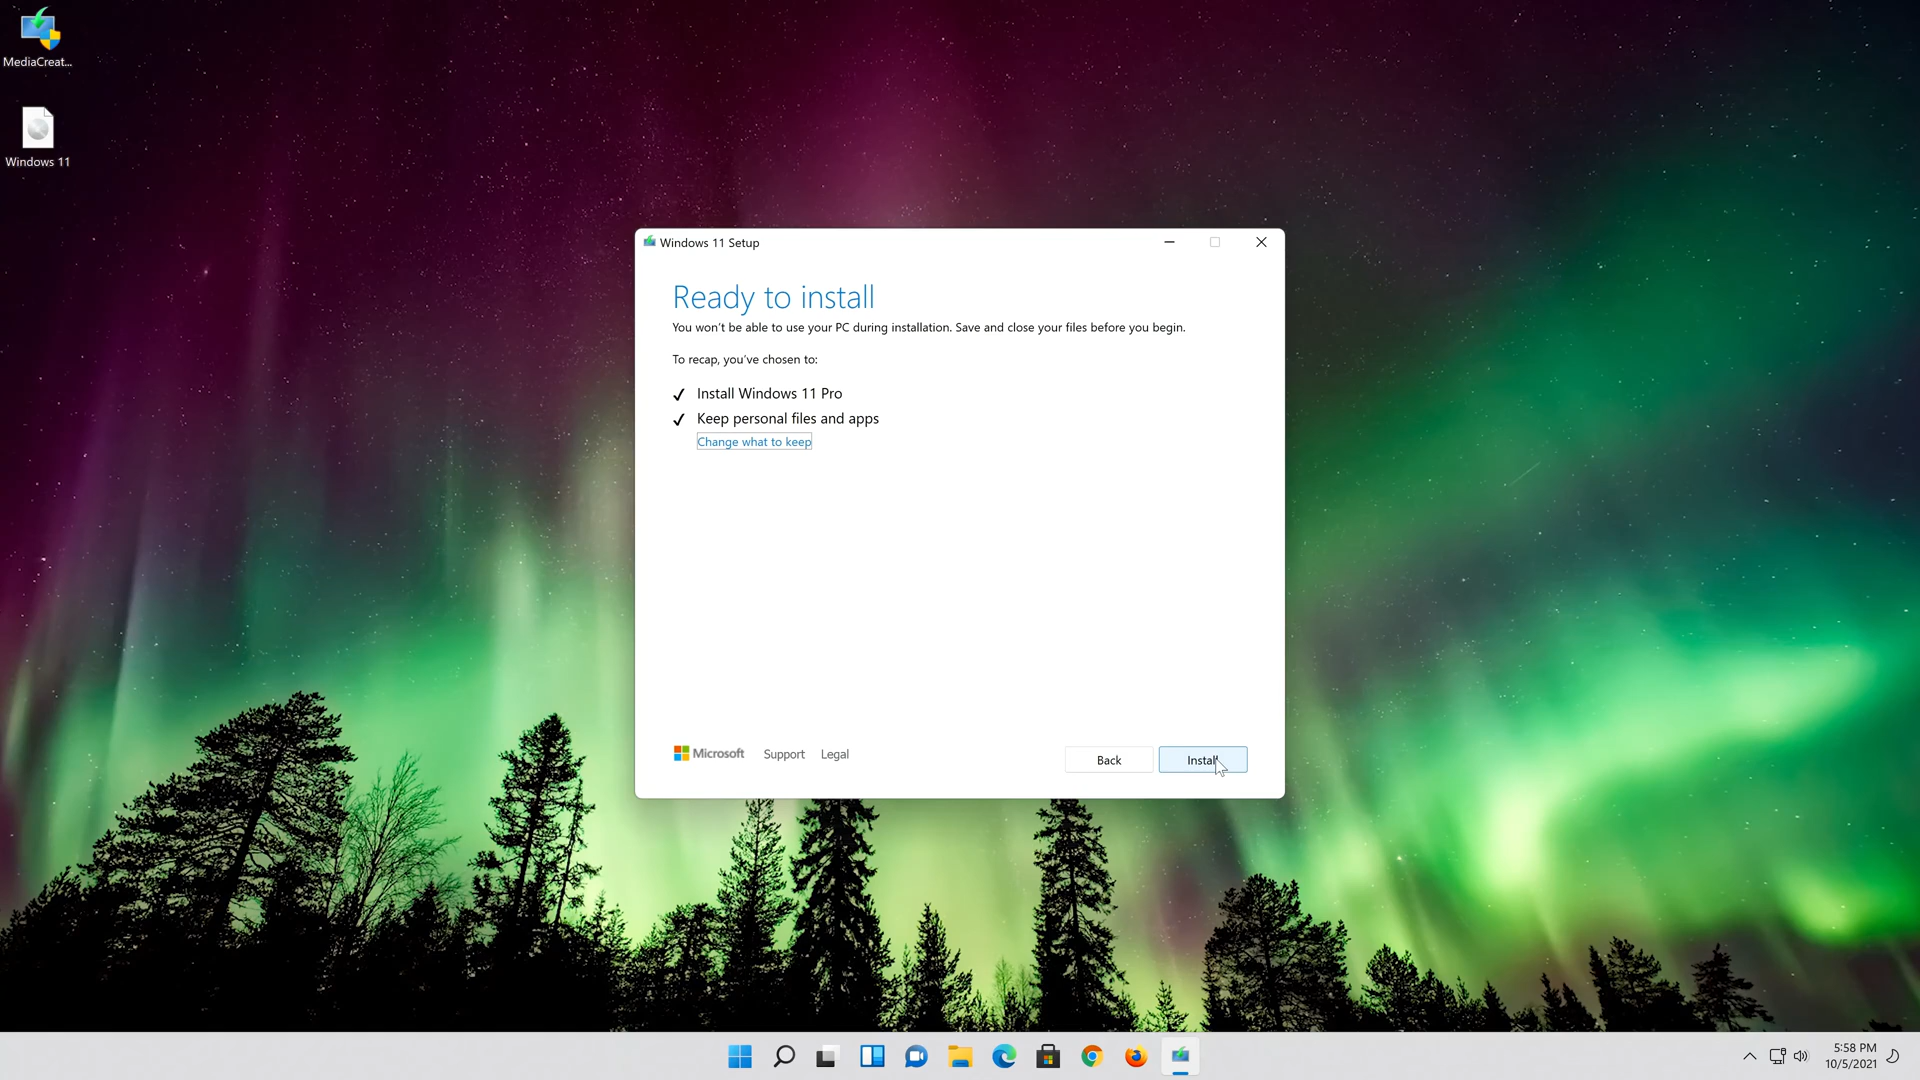 MediaCreat...
Windows 11
Windows 11 Setup
Ready to install
You won't be able to use your PC during installation. Save and close your files before you begin.
To recap, you've chosen to:
✓ Install Windows 11 Pro
✓ Keep personal files and apps
Change what to keep
Microsoft Support Legal
Back Install
5:58 PM
10/5/2021